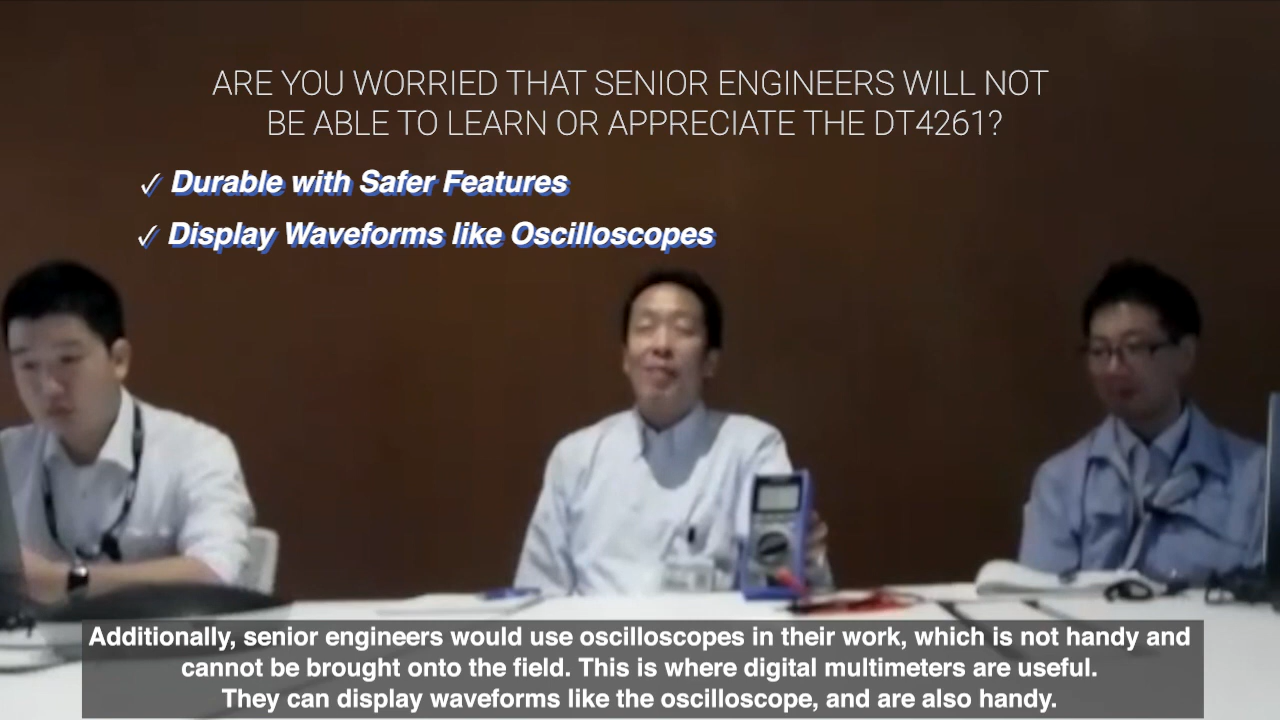 ARE YOU WORRIED THAT SENIOR ENGINEERS WILL NOT
BE ABLE TO LEARN OR APPRECIATE THE DT4261?
✓ Durable with Safer Features
✓ Display Waveforms like Oscilloscopes
Additionally, senior engineers would use oscilloscopes in their work, which is not handy and
cannot be brought onto the field. This is where digital multimeters are useful.
They can display waveforms like the oscilloscope, and are also handy.